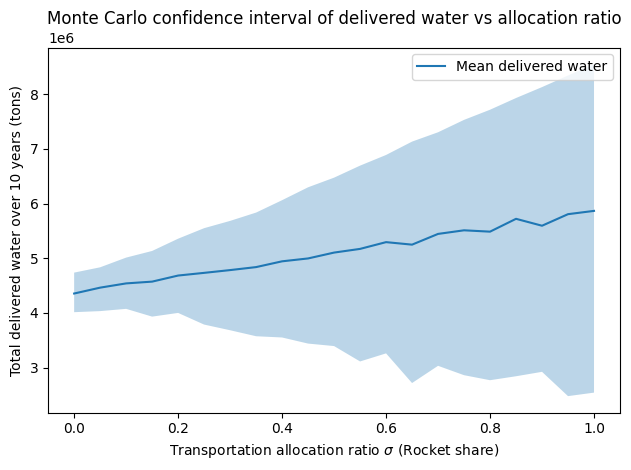 Monte Carlo confidence interval of delivered water vs allocation ratio
1e6
Mean delivered water
8
7
6
5
4
3
Total delivered water over 10 years (tons)
0.0 0.2 0.4 0.6 0.8 1.0
Transportation allocation ratio σ (Rocket share)